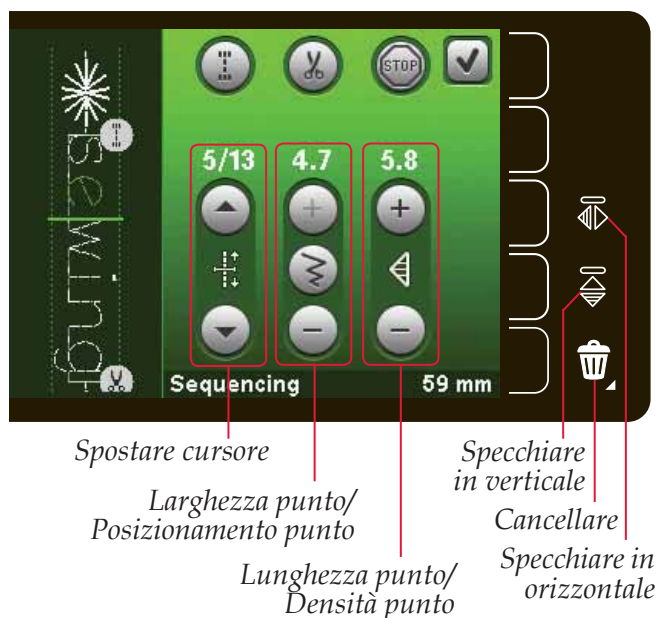 STOP
5/13 4.7 5.8
sewing
Sequencing 59 mm
Spostare cursore
Larghezza punto/
Posizionamento punto
Lunghezza punto/
Densità punto
Specchiare
in verticale
Cancellare
Specchiare in
orizzontale